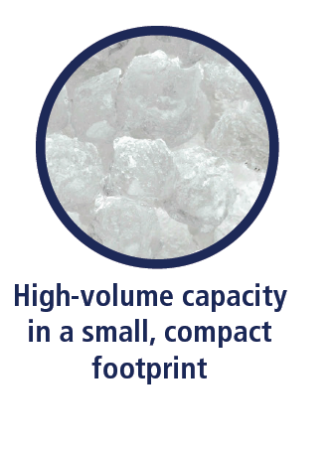 High-volume capacity
in a small, compact
footprint